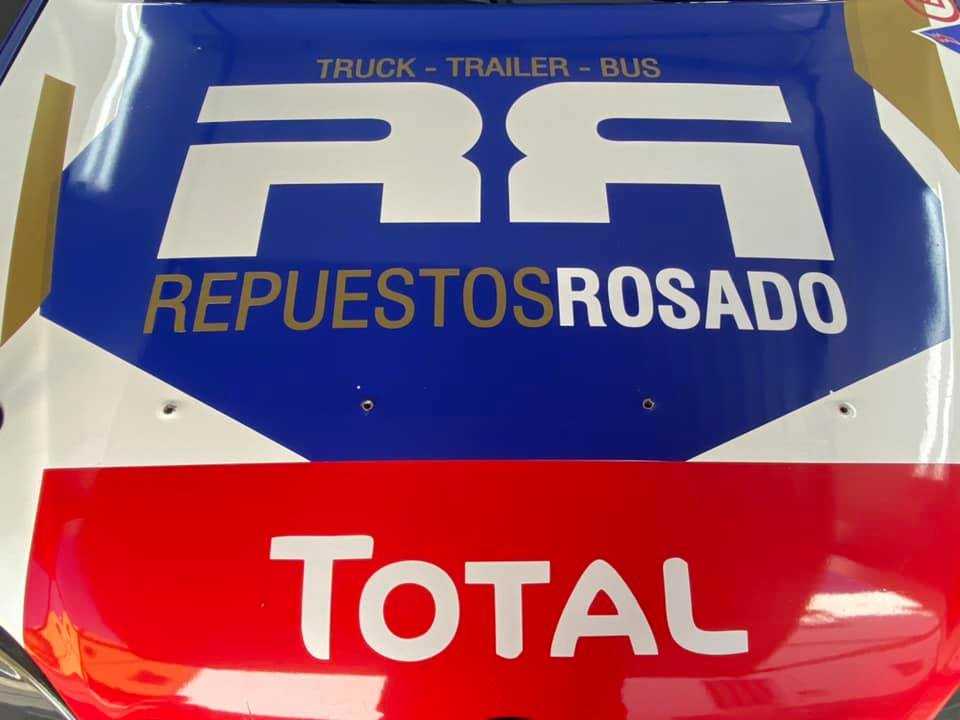 TRUCK - TRAILER - BUS
RR
REPUESTOSROSADO
TOTAL